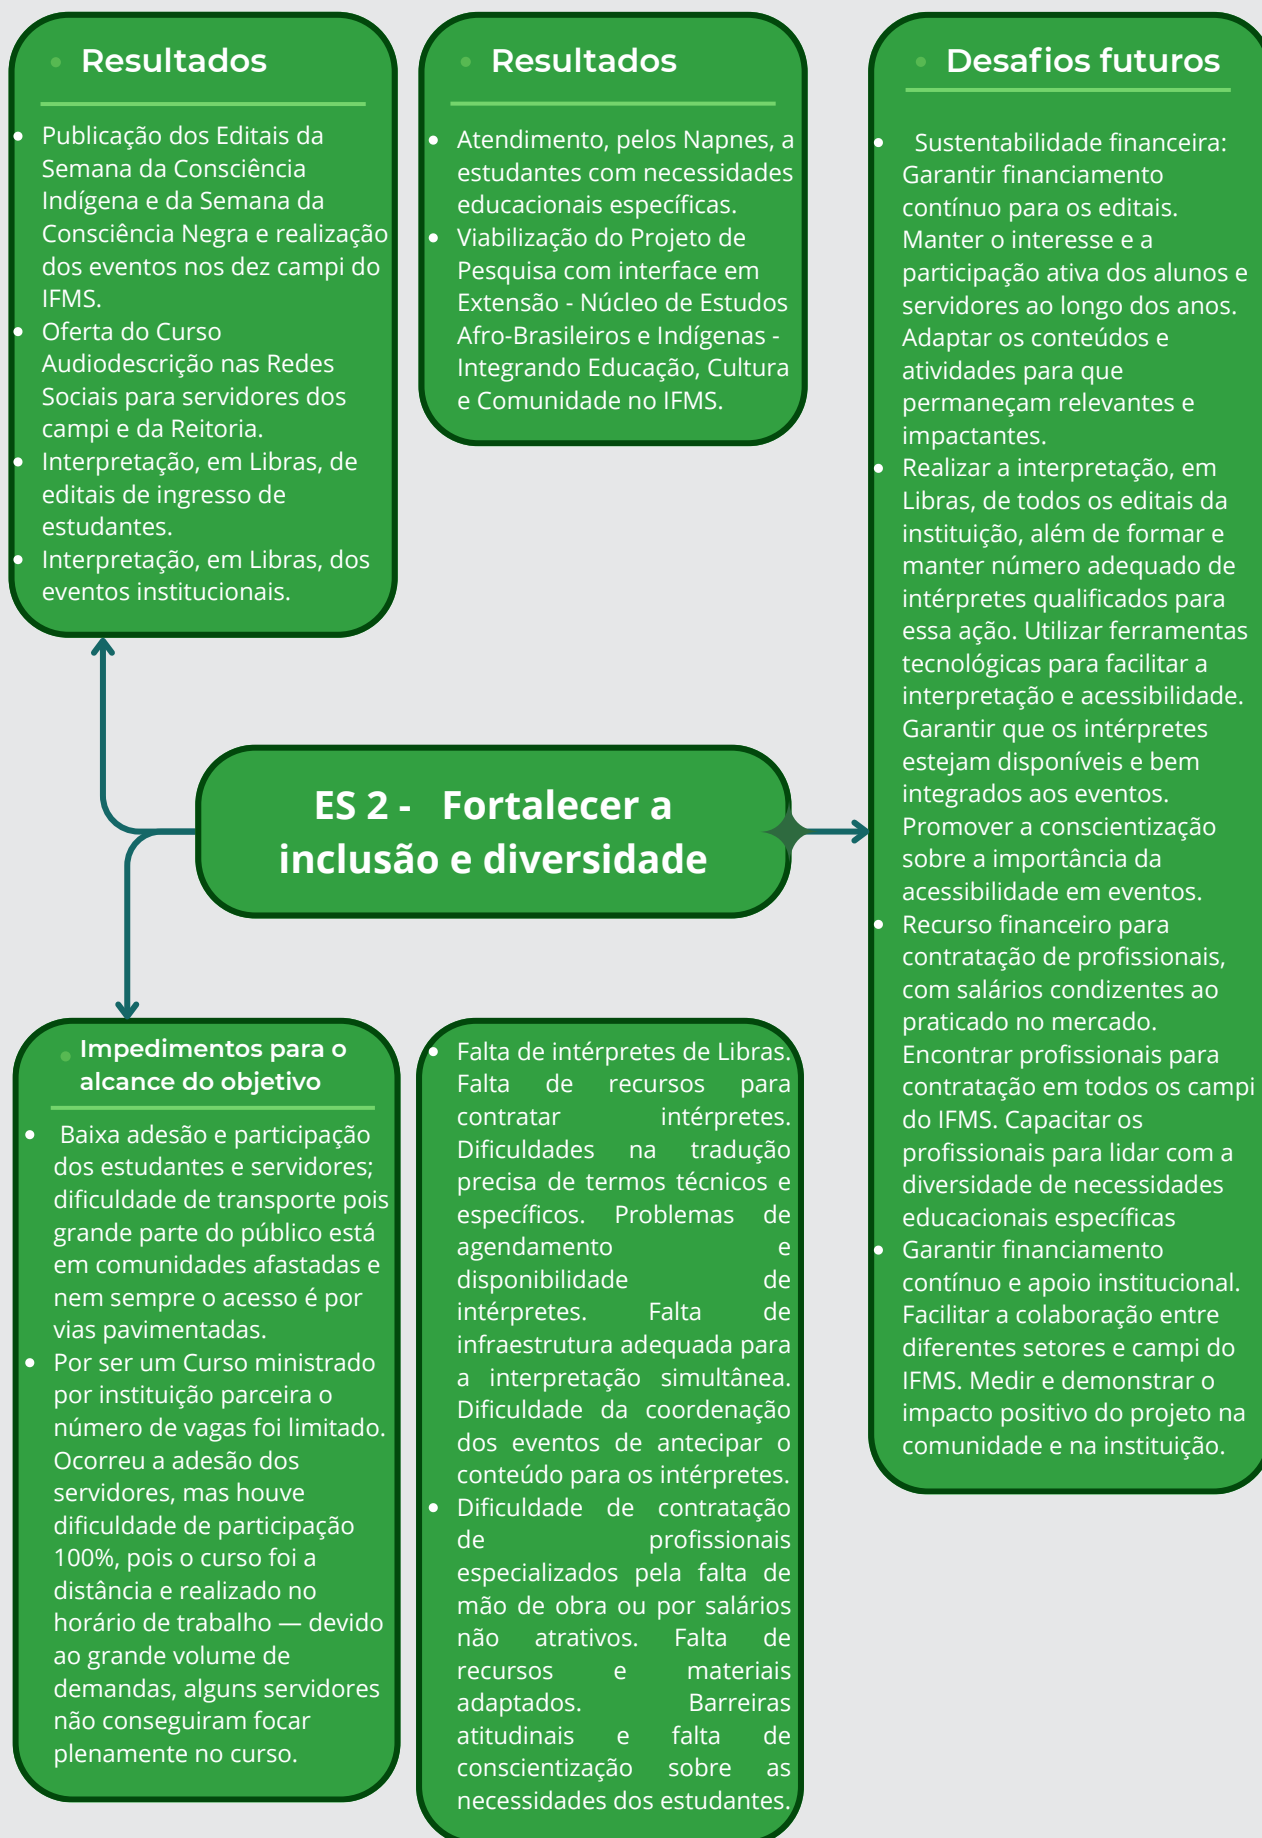 Resultados
Publicação dos Editais da
Semana da Consciência
Indígena e da Semana da
Consciência Negra e realização
dos eventos nos dez campi do
IFMS.
Oferta do Curso
Audiodescrição nas Redes
Sociais para servidores dos
campi e da Reitoria.
Interpretação, em Libras, de
editais de ingresso de
estudantes.
Interpretação, em Libras, dos
eventos institucionais.
Resultados
Atendimento, pelos Napnes, a
estudantes com necessidades
educacionais específicas.
Viabilização do Projeto de
Pesquisa com interface em
Extensão - Núcleo de Estudos
Afro-Brasileiros e Indígenas -
Integrando Educação, Cultura
e Comunidade no IFMS.
Desafios futuros
Sustentabilidade financeira:
Garantir financiamento
contínuo para os editais.
Manter o interesse e a
participação ativa dos alunos e
servidores ao longo dos anos.
Adaptar os conteúdos e
atividades para que
permaneçam relevantes e
impactantes.
Realizar a interpretação, em
Libras, de todos os editais da
instituição, além de formar e
manter número adequado de
intérpretes qualificados para
essa ação. Utilizar ferramentas
tecnológicas para facilitar a
interpretação e acessibilidade.
Garantir que os intérpretes
estejam disponíveis e bem
integrados aos eventos.
Promover a conscientização
sobre a importância da
acessibilidade em eventos.
Recurso financeiro para
contratação de profissionais,
com salários condizentes ao
praticado no mercado.
Encontrar profissionais para
contratação em todos os campi
do IFMS. Capacitar os
profissionais para lidar com a
diversidade de necessidades
educacionais específicas
Garantir financiamento
contínuo e apoio institucional.
Facilitar a colaboração entre
diferentes setores e campi do
IFMS. Medir e demonstrar o
impacto positivo do projeto na
comunidade e na instituição.
ES 2 - Fortalecer a
inclusão e diversidade
Impedimentos para o
alcance do objetivo
Baixa adesão e participação
dos estudantes e servidores;
dificuldade de transporte pois
grande parte do público está
em comunidades afastadas e
nem sempre o acesso é por
vias pavimentadas.
Por ser um Curso ministrado
por instituição parceira o
número de vagas foi limitado.
Ocorreu a adesão dos
servidores, mas houve
dificuldade de participação
100%, pois o curso foi a
distância e realizado no
horário de trabalho — devido
ao grande volume de
demandas, alguns servidores
não conseguiram focar
plenamente no curso.
Falta de intérpretes de Libras.
Falta de recursos para
contratar intérpretes.
Dificuldades na tradução
precisa de termos técnicos e
específicos. Problemas de
agendamento e
disponibilidade de
intérpretes. Falta de
infraestrutura adequada para
a interpretação simultânea.
Dificuldade da coordenação
dos eventos de antecipar o
conteúdo para os intérpretes.
Dificuldade de contratação
de profissionais
especializados pela falta de
mão de obra ou por salários
não atrativos. Falta de
recursos e materiais
adaptados. Barreiras
atitudinais e falta de
conscientização sobre as
necessidades dos estudantes.